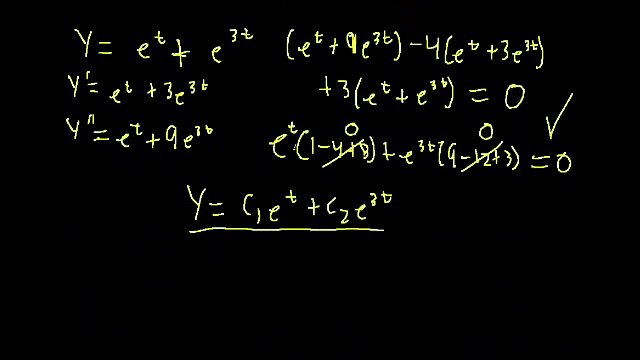 Y = e^t + e^{3t} (e^t + 9e^{3t}) - 4(e^t + 3e^{3t})
Y' = e^t + 3e^{3t} + 3(e^t + e^{3t}) = 0 ✓
Y'' = e^t + 9e^{3t}
0 0
e^t(1 - 4 + 3) + e^{3t}(9 - 12 + 3) = 0
Y = C_1 e^t + C_2 e^{3t}